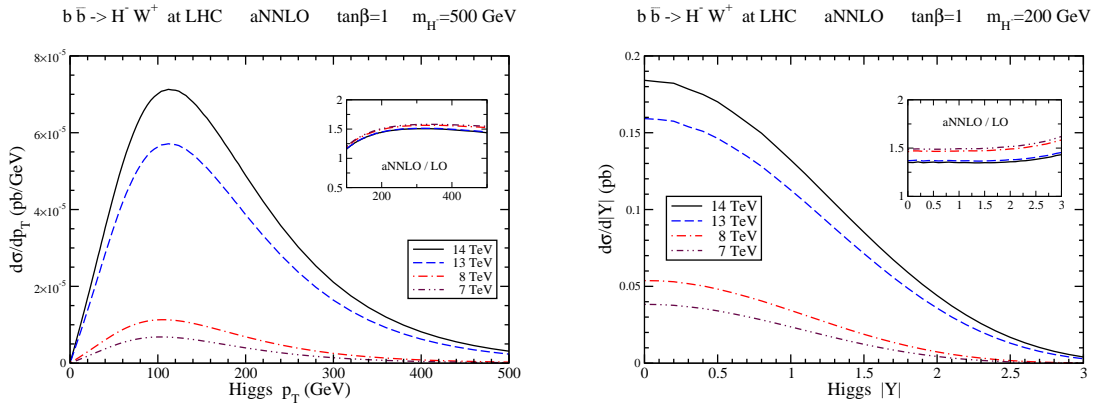 b b̅ -> H⁻ W⁺ at LHC aNNLO tanβ=1 m_H⁻=500 GeV
8×10⁻⁵
6×10⁻⁵
4×10⁻⁵
2×10⁻⁵
0
dσ/dp_T (pb/GeV)
2
1.5
1
0.5
200 400
aNNLO / LO
14 TeV
13 TeV
8 TeV
7 TeV
0 100 200 300 400 500
Higgs p_T (GeV)
b b̅ -> H⁻ W⁺ at LHC aNNLO tanβ=1 m_H⁻=200 GeV
0.2
0.15
0.1
0.05
0
dσ/d|Y| (pb)
aNNLO / LO
2
1.5
1
0 0.5 1 1.5 2 2.5 3
14 TeV
13 TeV
8 TeV
7 TeV
0 0.5 1 1.5 2 2.5 3
Higgs |Y|